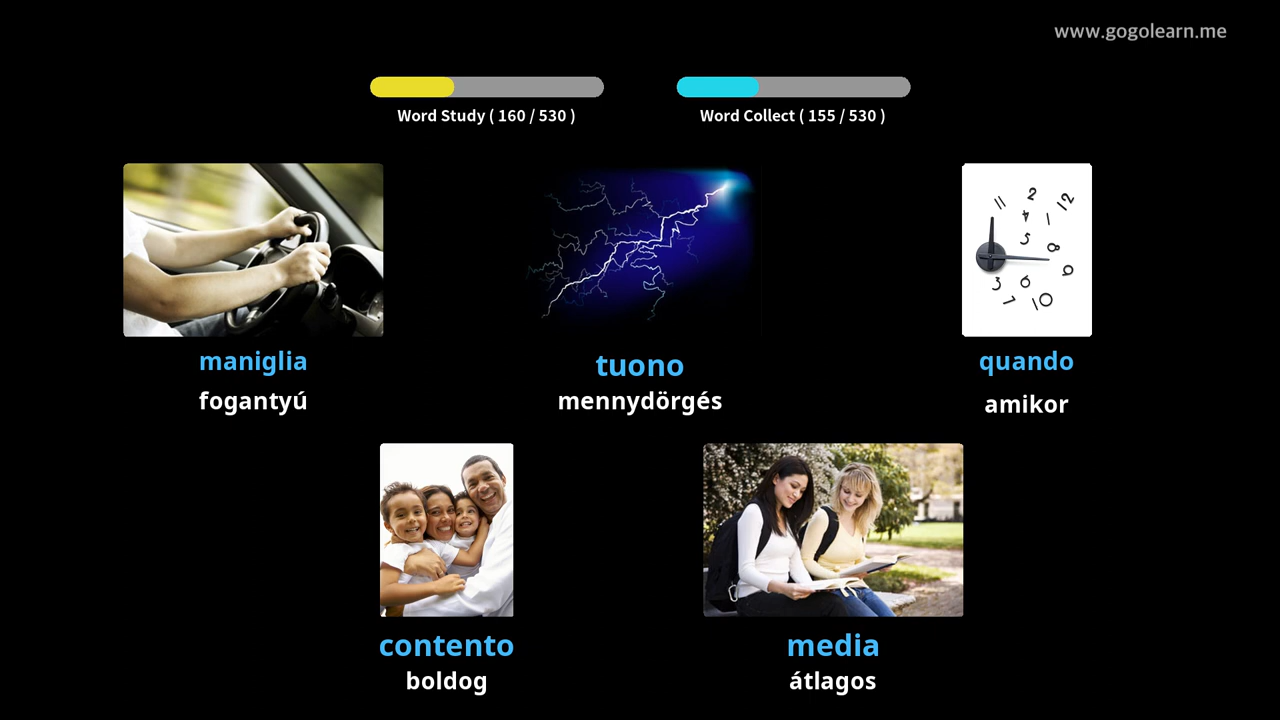 www.gogolearn.me
Word Study ( 160 / 530 )
Word Collect ( 155 / 530 )
maniglia
fogantyú
tuono
mennydörgés
quando
amikor
contento
boldog
media
átlagos